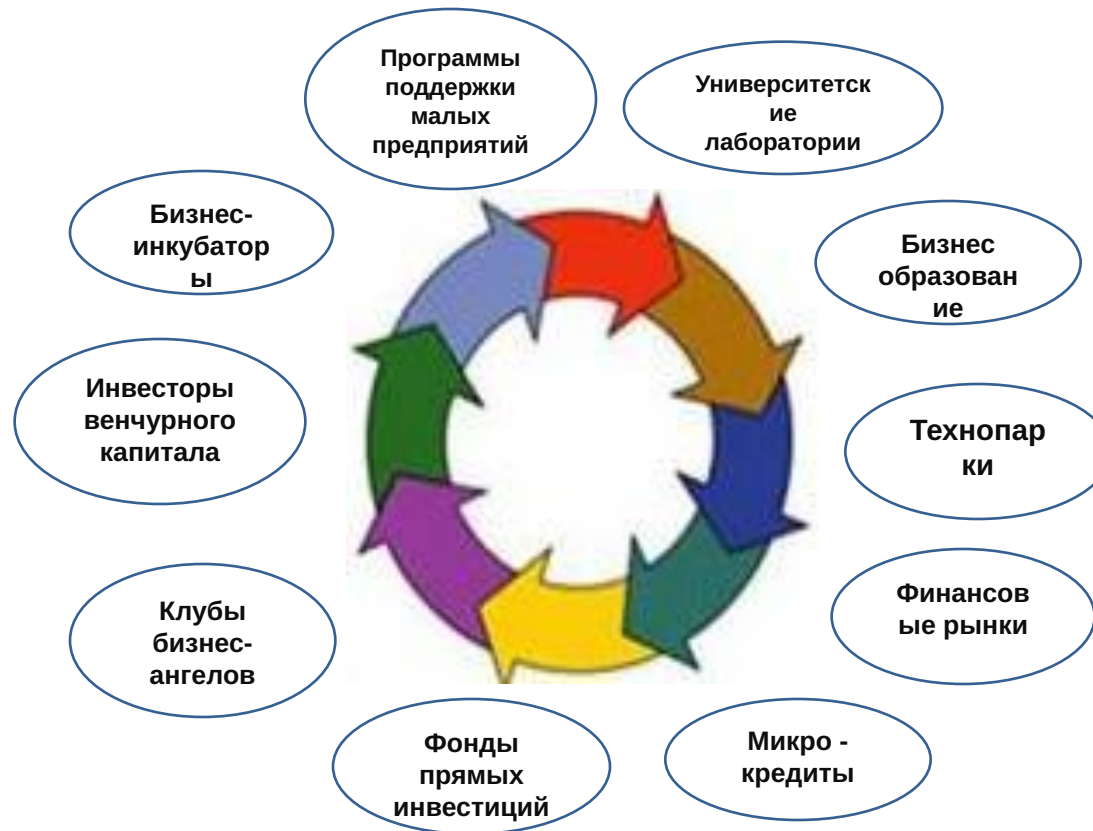 Программы
поддержки
малых
предприятий
Университетск
ие
лаборатории
Бизнес
образован
ие
Технопар
ки
Финансов
ые рынки
Микро -
кредиты
Фонды
прямых
инвестиций
Клубы
бизнес-
ангелов
Инвесторы
венчурного
капитала
Бизнес-
инкубатор
ы